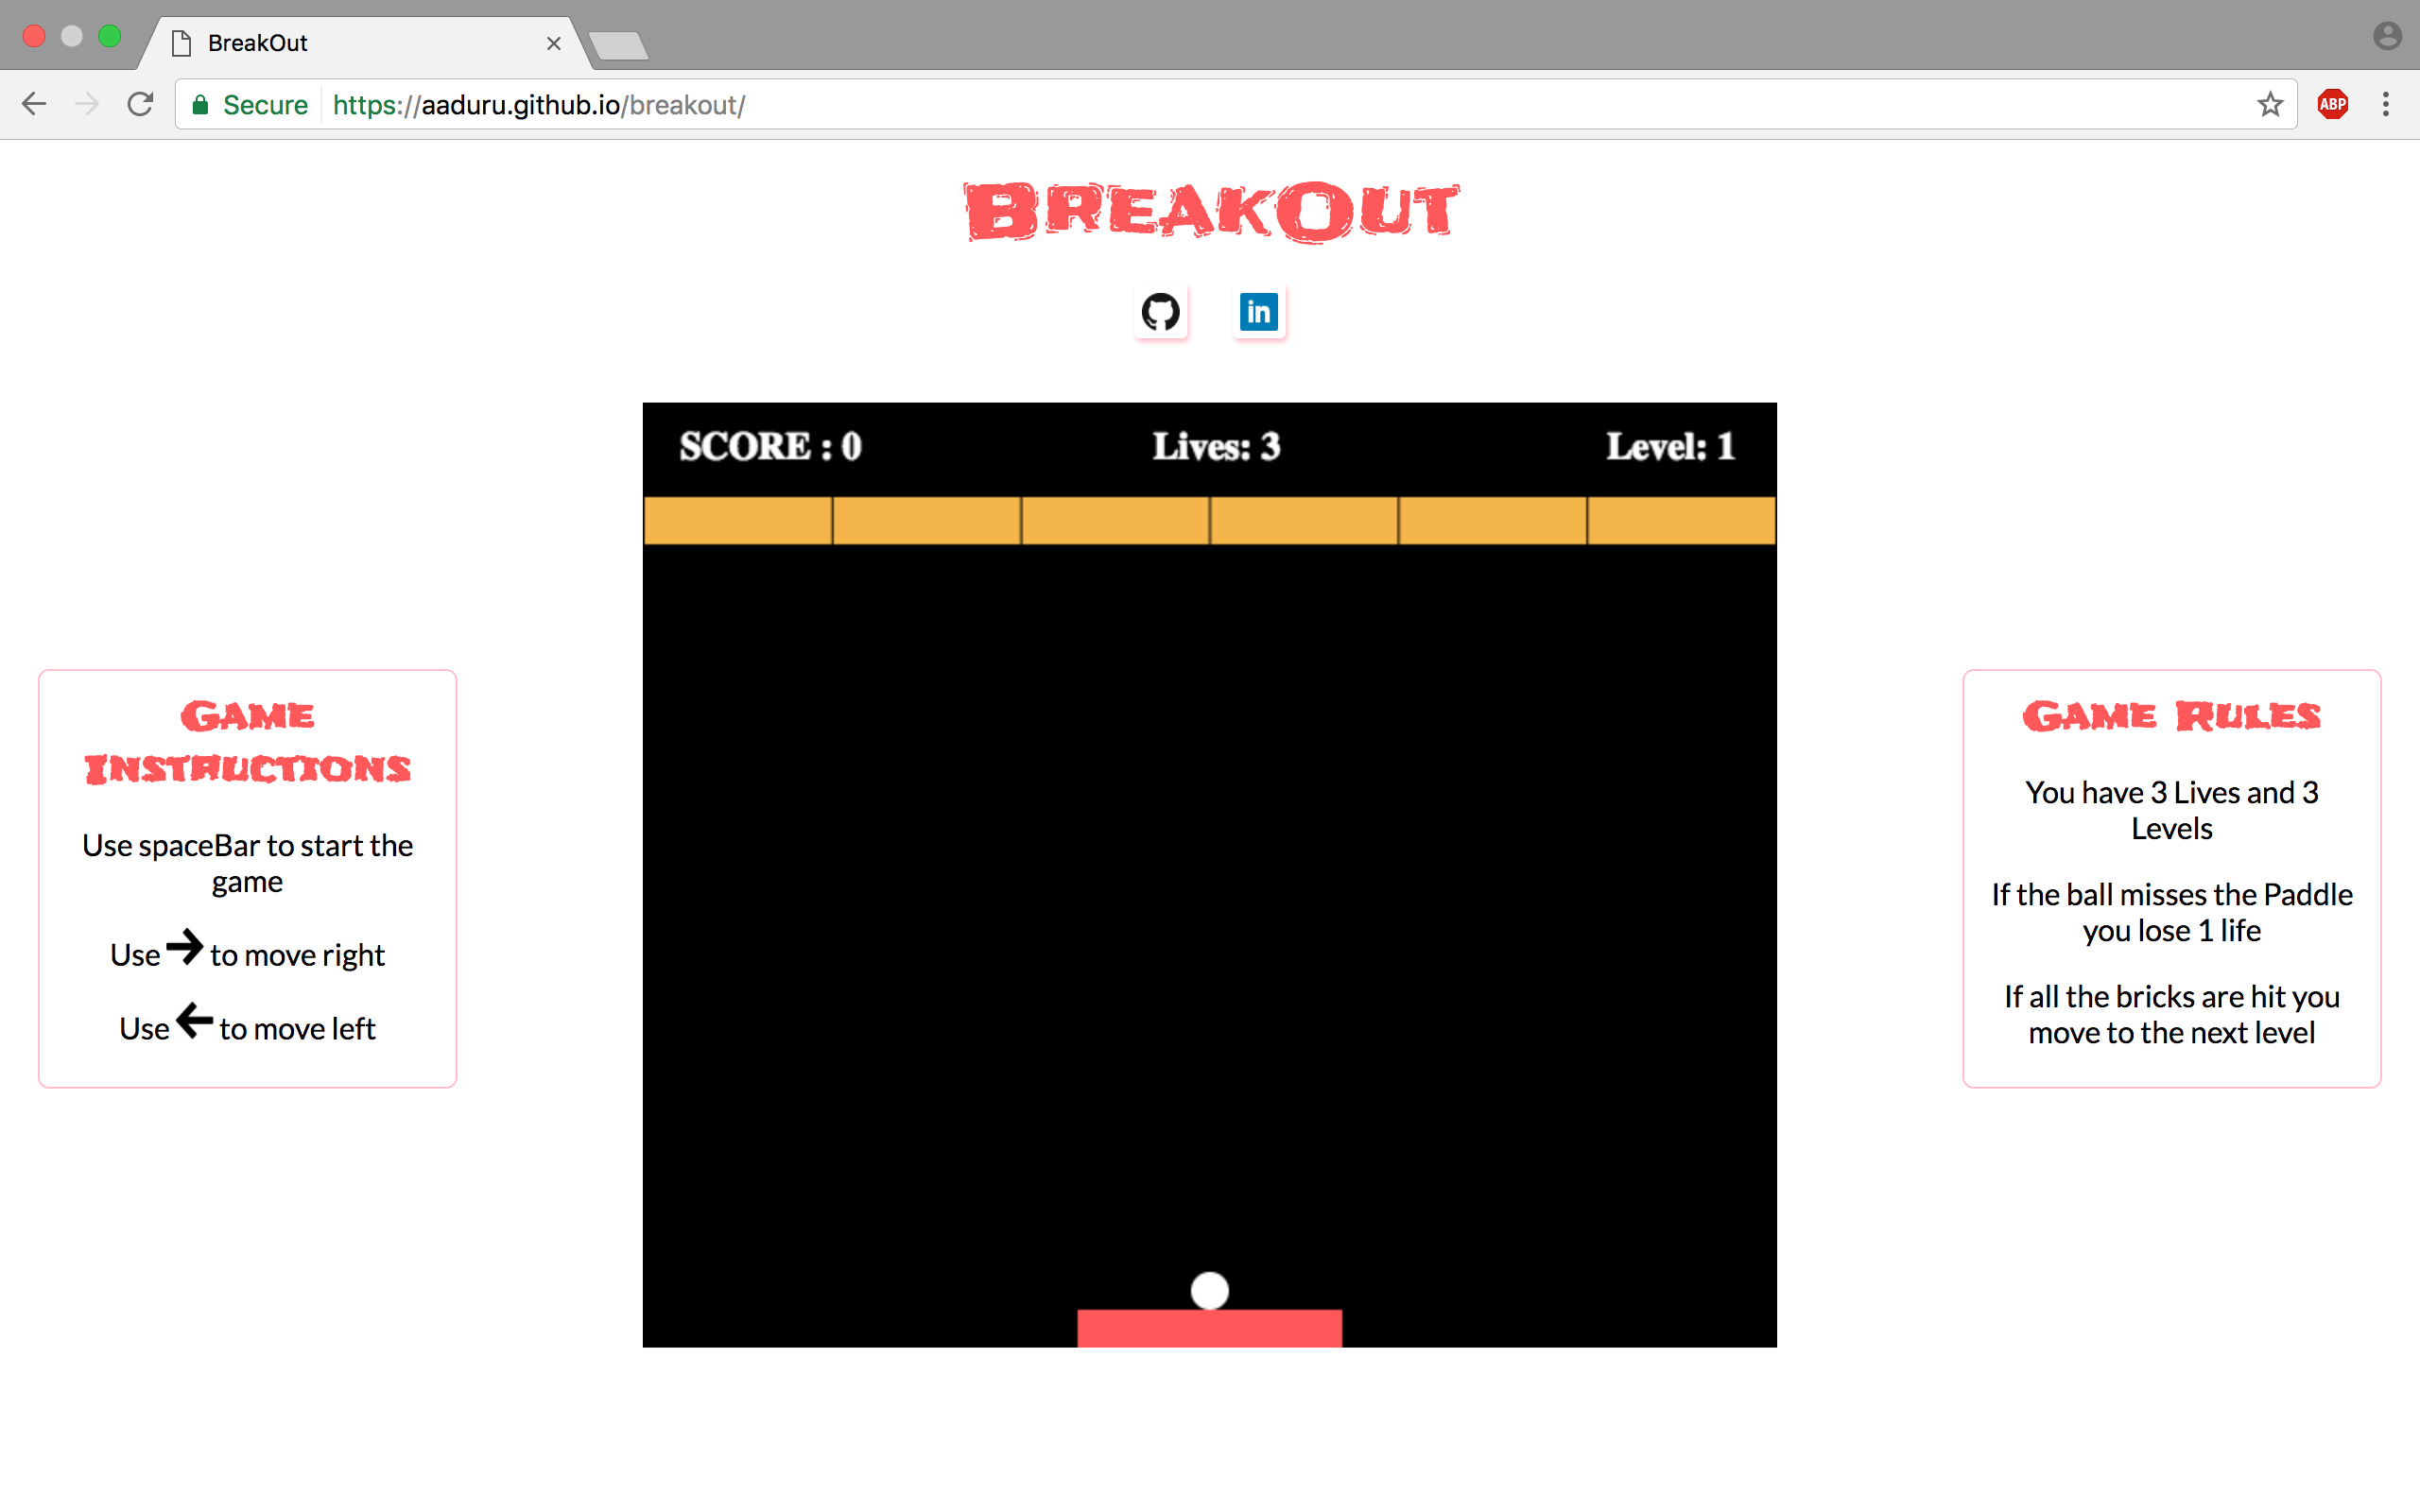 BreakOut
Secure https://aaduru.github.io/breakout/
ABP
BreakOut
in
SCORE : 0 Lives: 3 Level: 1
Game
Instructions
Use spaceBar to start the
game
Use → to move right
Use ← to move left
Game Rules
You have 3 Lives and 3
Levels
If the ball misses the Paddle
you lose 1 life
If all the bricks are hit you
move to the next level